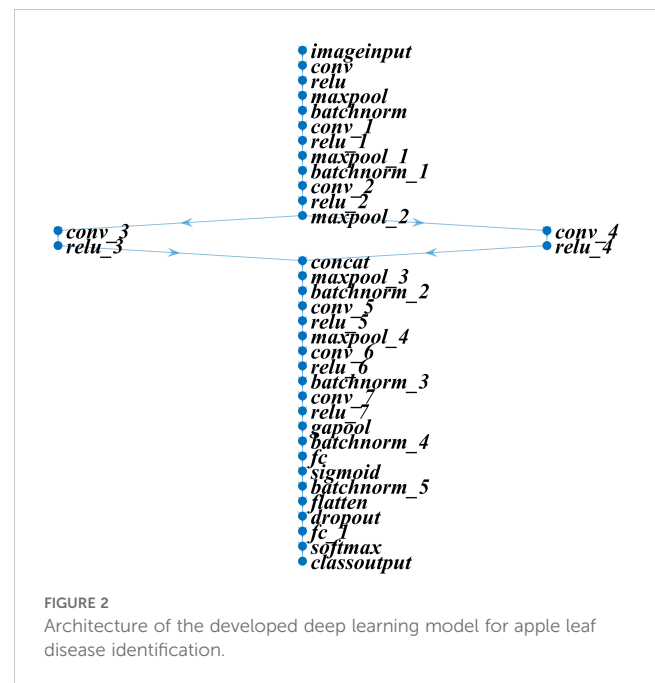 imageinput
conv
relu
maxpool
batchnorm
conv_1
relu_1
maxpool_1
batchnorm_1
conv_2
relu_2
maxpool_2
conv_3
conv_4
relu_3
relu_4
concat
maxpool_3
batchnorm_2
conv_5
relu_5
maxpool_4
conv_6
relu_6
batchnorm_3
conv_7
relu_7
gapool
batchnorm_4
fc
sigmoid
batchnorm_5
flatten
dropout
fc_1
softmax
classoutput
FIGURE 2
Architecture of the developed deep learning model for apple leaf
disease identification.